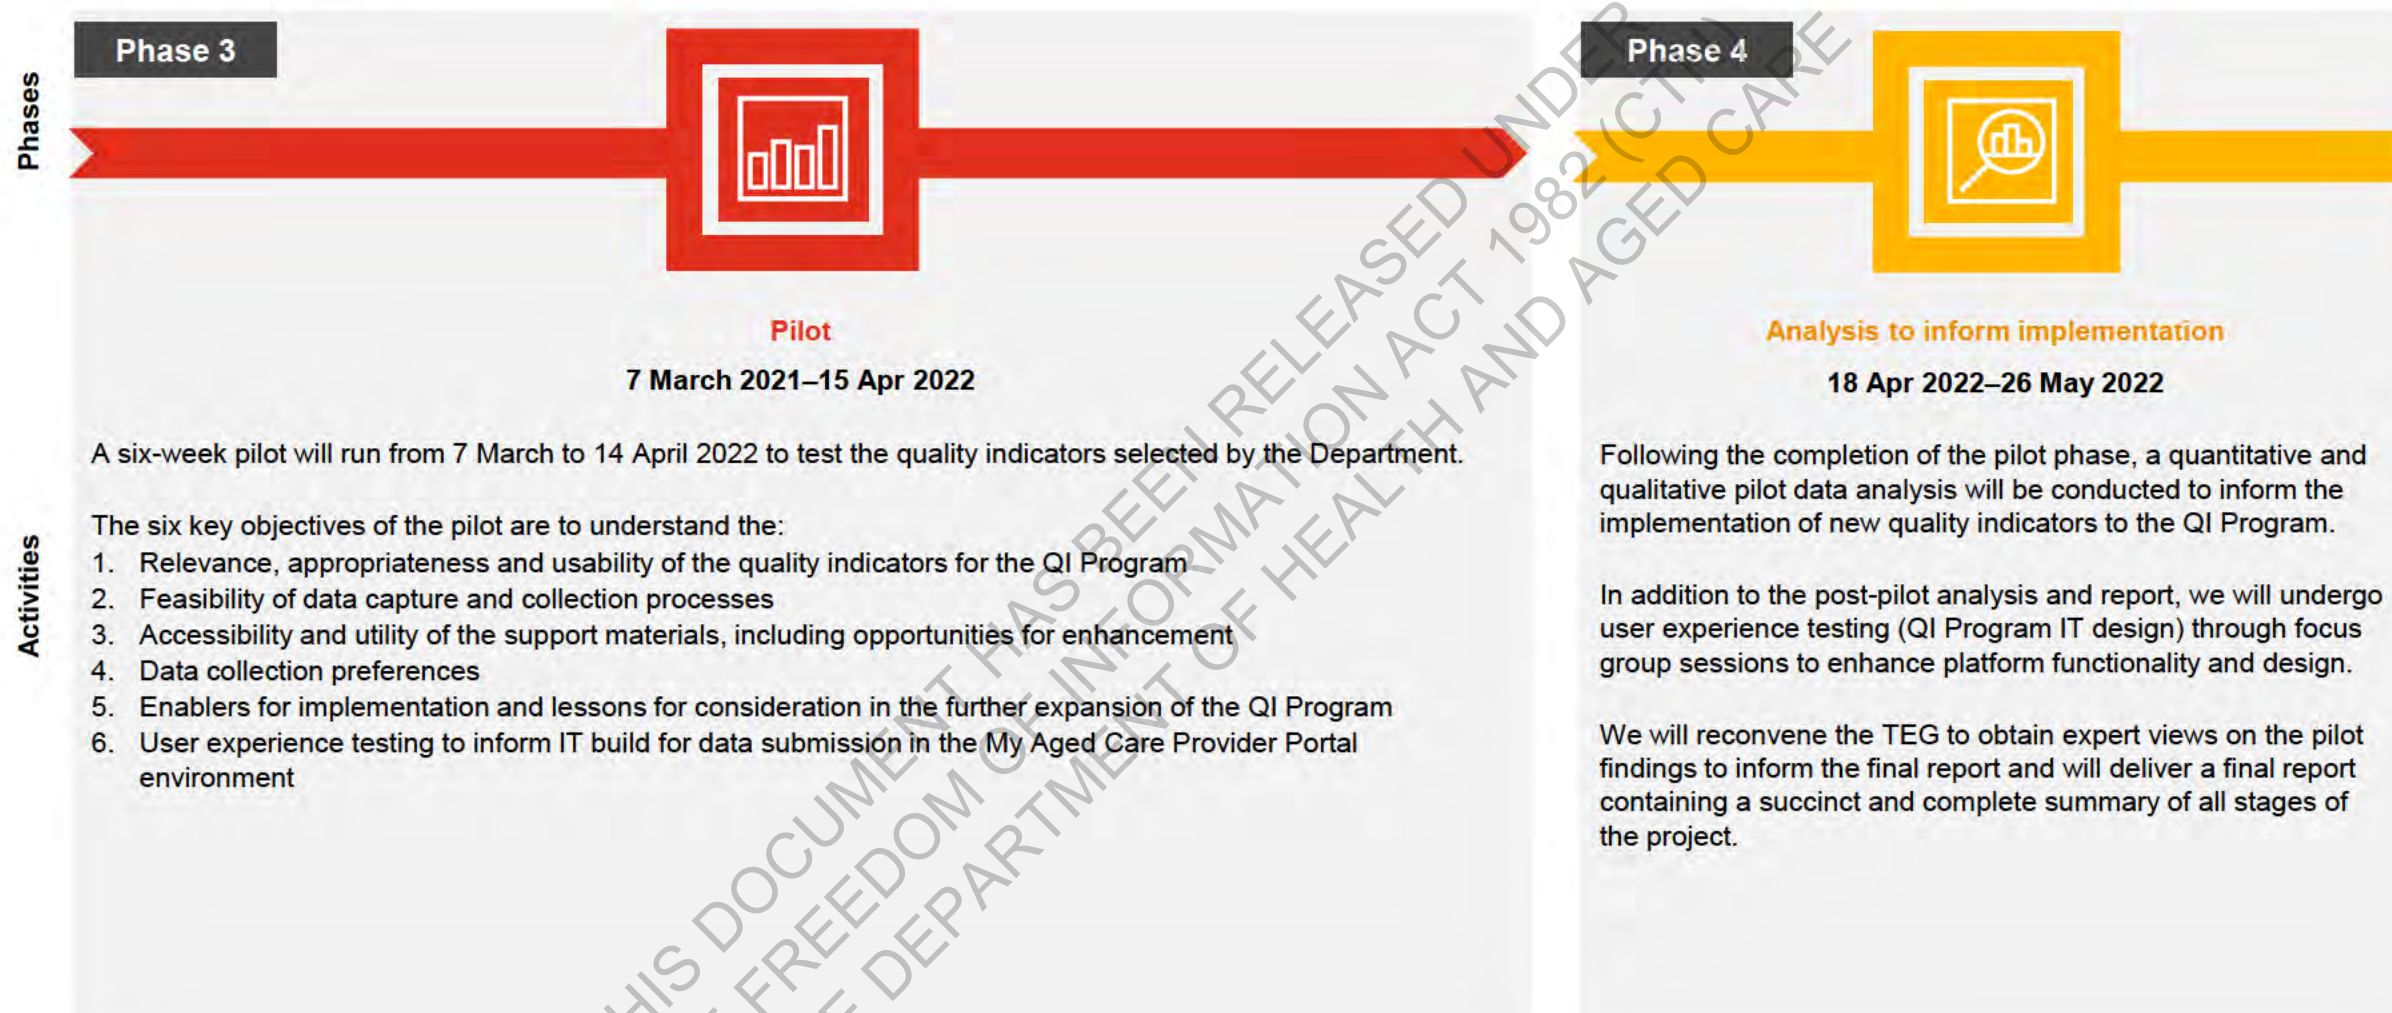 Phases
Phase 3
Pilot
7 March 2021–15 Apr 2022
Activities
A six-week pilot will run from 7 March to 14 April 2022 to test the quality indicators selected by the Department.
The six key objectives of the pilot are to understand the:
1. Relevance, appropriateness and usability of the quality indicators for the QI Program
2. Feasibility of data capture and collection processes
3. Accessibility and utility of the support materials, including opportunities for enhancement
4. Data collection preferences
5. Enablers for implementation and lessons for consideration in the further expansion of the QI Program
6. User experience testing to inform IT build for data submission in the My Aged Care Provider Portal
environment
Phase 4
Analysis to inform implementation
18 Apr 2022–26 May 2022
Following the completion of the pilot phase, a quantitative and
qualitative pilot data analysis will be conducted to inform the
implementation of new quality indicators to the QI Program.
In addition to the post-pilot analysis and report, we will undergo
user experience testing (QI Program IT design) through focus
group sessions to enhance platform functionality and design.
We will reconvene the TEG to obtain expert views on the pilot
findings to inform the final report and will deliver a final report
containing a succinct and complete summary of all stages of
the project.
HIS DOCUMENT HAS BEEN RELEASED UNDER
FREEDOM OF INFORMATION ACT 1982 (CTH)
E DEPARTMENT OF HEALTH AND AGED CARE